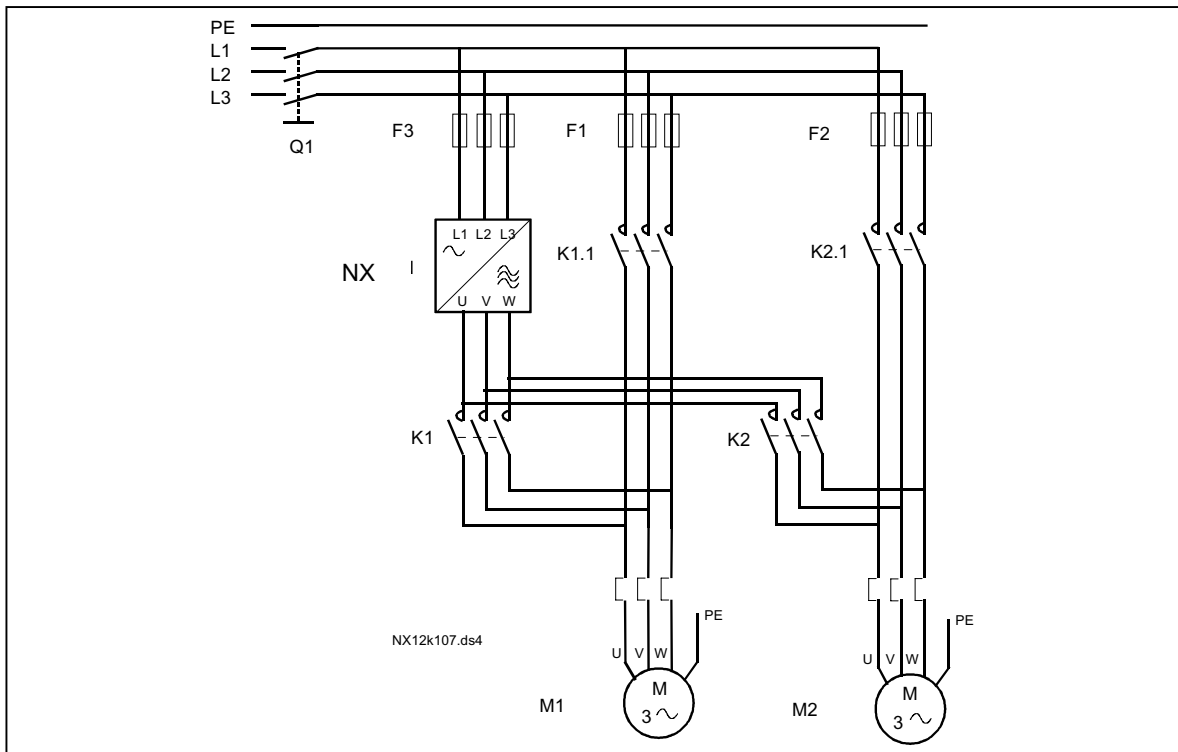 PE
L1
L2
L3
Q1
F3
F1
F2
L1 L2 L3
NX
I
U V W
K1.1
K2.1
K1
K2
NX12k107.ds4
PE
U V W
M
3
M1
PE
U V W
M
3
M2